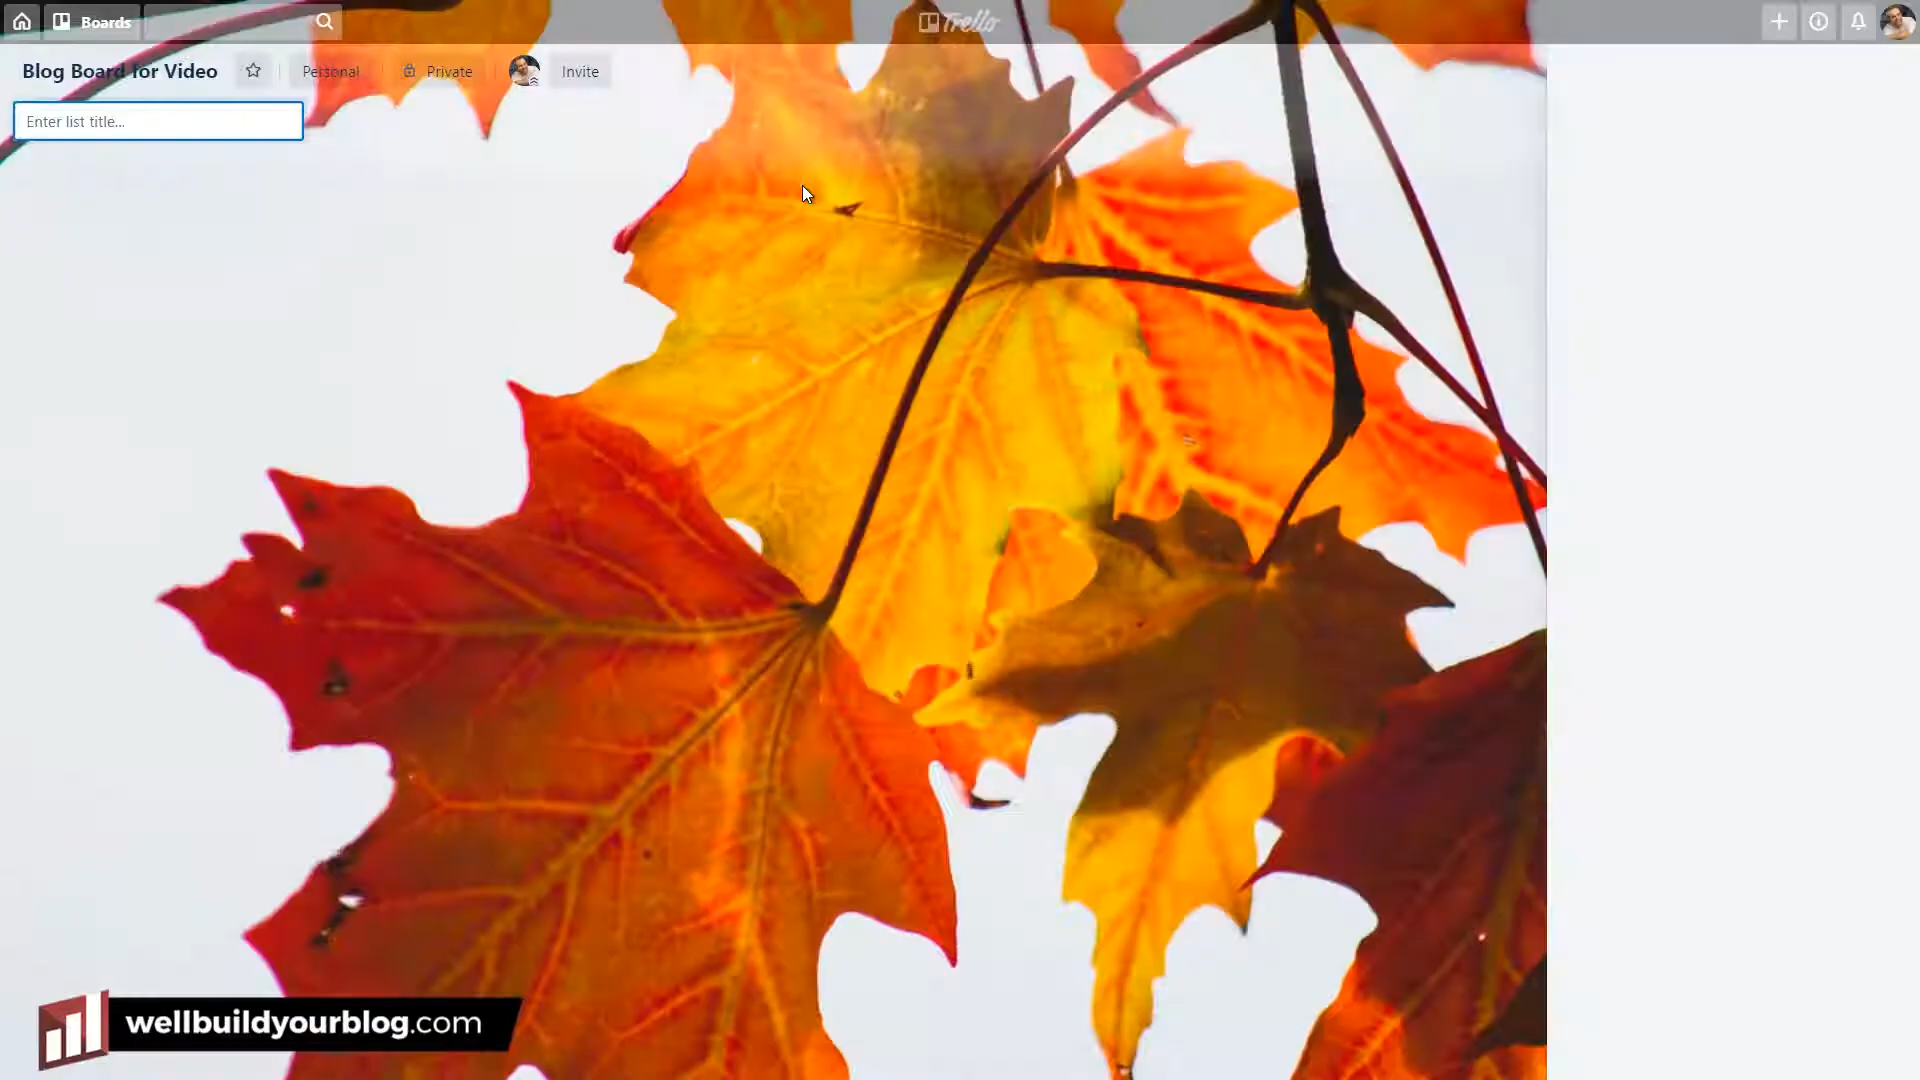 Boards
Trello
Blog Board for Video
Personal
Private
Invite
Enter list title...
wellbuildyourblog.com